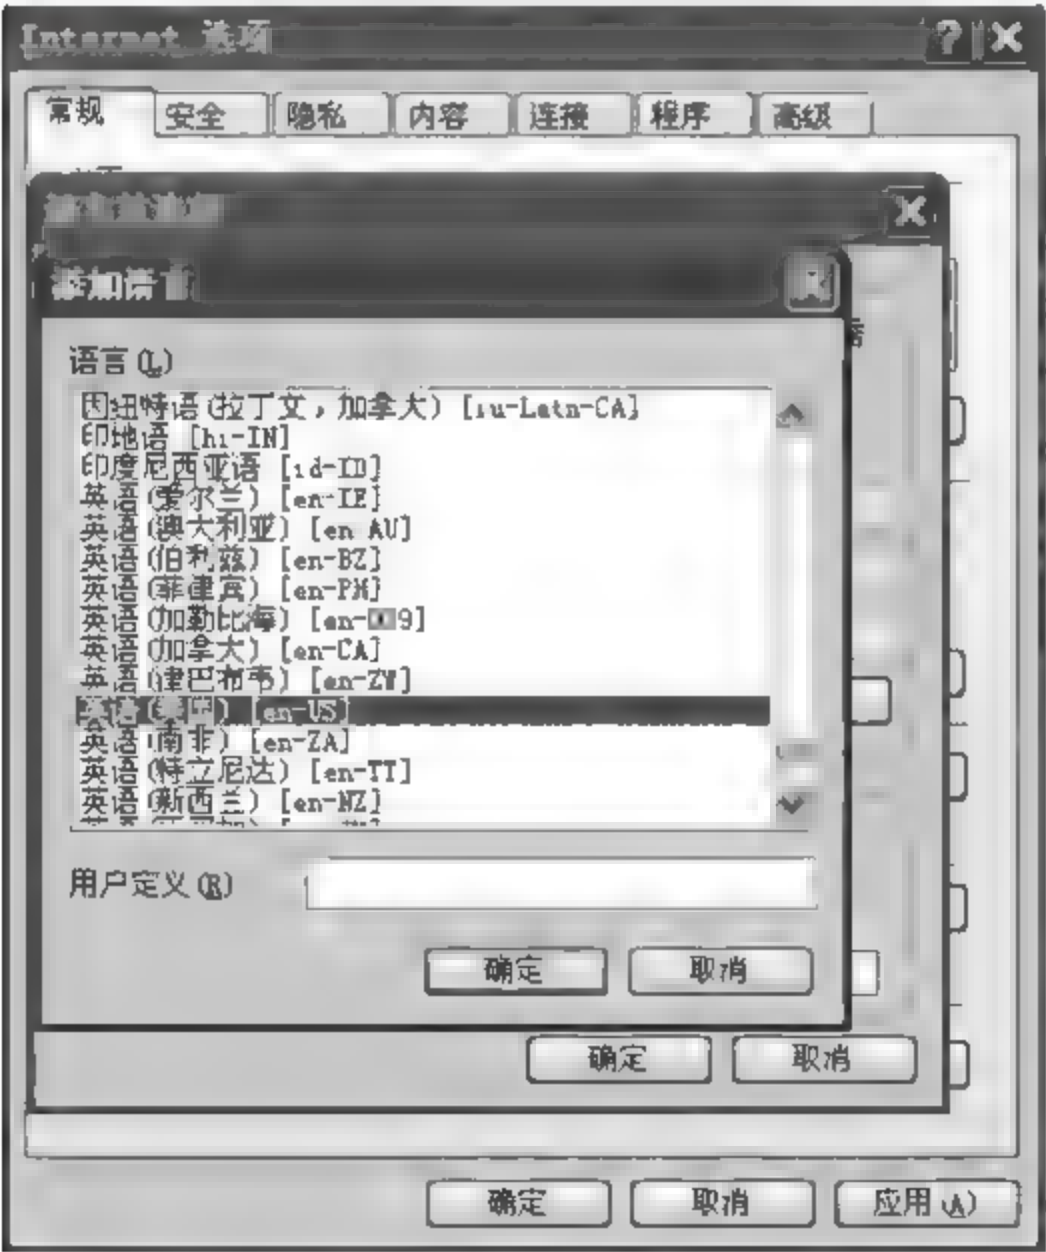 Internet 选项
常规 安全 隐私 内容 连接 程序 高级
添加语言
语言(L)
因纽特语(拉丁文，加拿大) [iu-Latn-CA]
印地语 [hi-IN]
印度尼西亚语 [id-ID]
英语(爱尔兰) [en-IE]
英语(澳大利亚) [en-AU]
英语(伯利兹) [en-BZ]
英语(菲律宾) [en-PH]
英语(加勒比海) [en-029]
英语(加拿大) [en-CA]
英语(津巴布韦) [en-ZW]
英语(美国) [en-US]
英语(南非) [en-ZA]
英语(特立尼达) [en-TT]
英语(新西兰) [en-NZ]
用户定义(R)
确定 取消
确定 取消
确定 取消 应用(A)